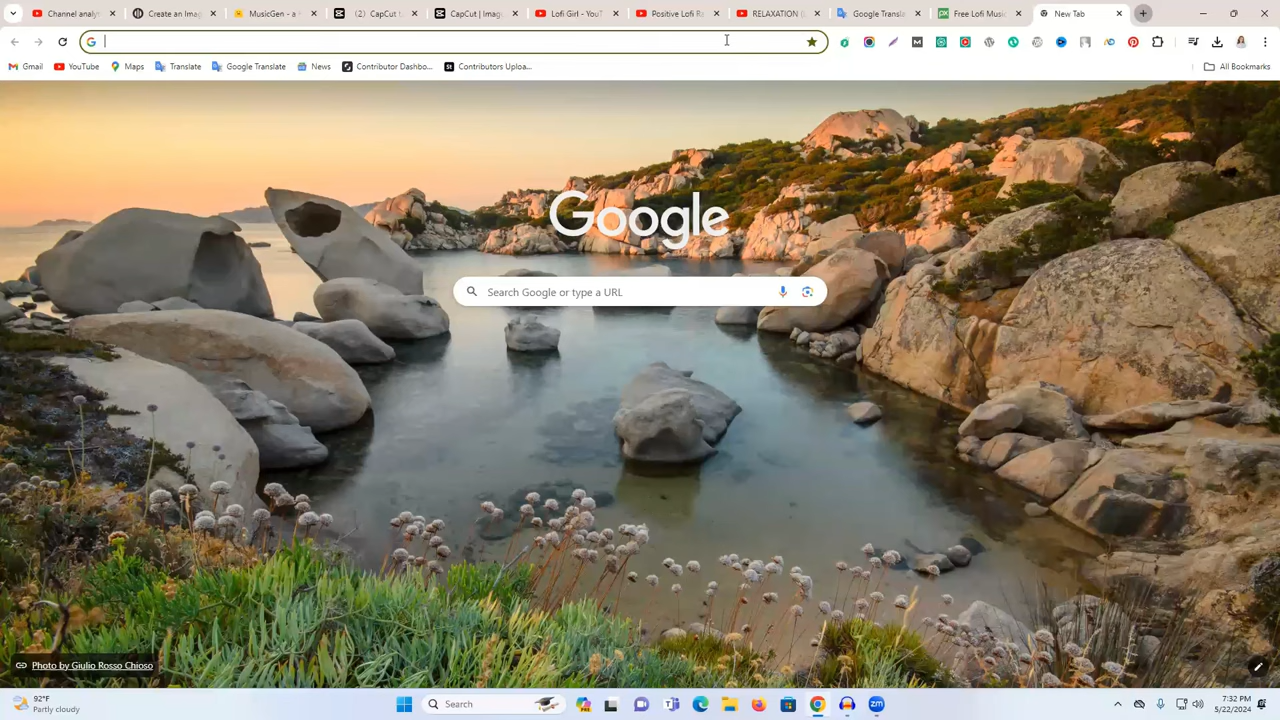 Channel analy
Create an Imag
MusicGen - a
(2) CapCut
CapCut | Imag
Lofi Girl - YouT
Positive Lofi R
RELAXATION (
Google Transla
Free Lofi Music
New Tab
Gmail
YouTube
Maps
Translate
Google Translate
News
Contributor Dashbo...
Contributors Uploa...
All Bookmarks
Google
Search Google or type a URL
Photo by Giulio Rosso Chioso
92°F
Partly cloudy
Search
7:32 PM
5/22/2024